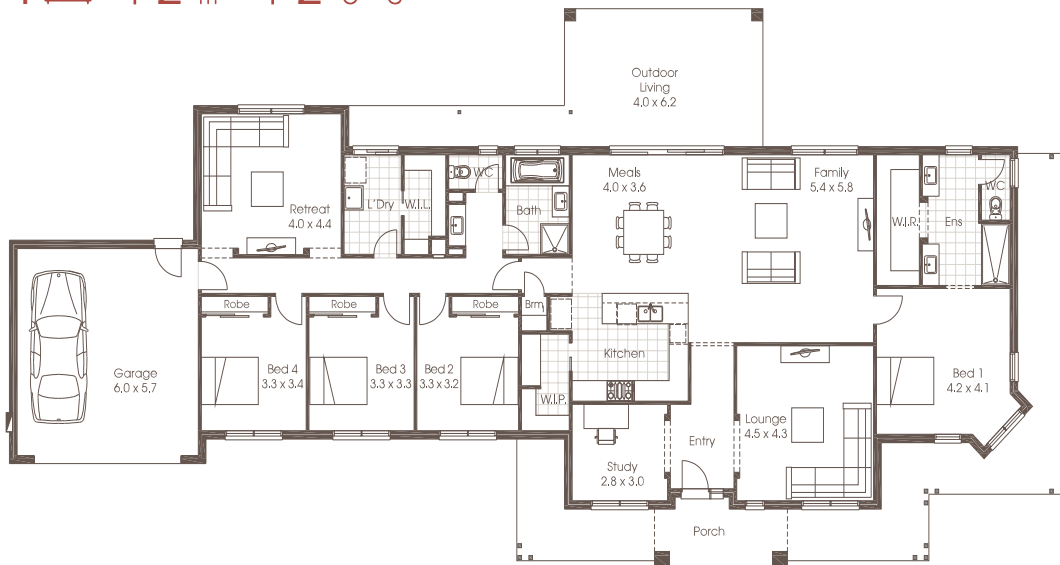 Outdoor
Living
4.0 x 6.2
WC
Meals
4.0 x 3.6
Family
5.4 x 5.8
WC
L'Dry
W.I.L.
Bath
Retreat
4.0 x 4.4
W.I.R.
Ens
Robe
Robe
Robe
Brm
Kitchen
Garage
6.0 x 5.7
Bed 4
3.3 x 3.4
Bed 3
3.3 x 3.3
Bed 2
3.3 x 3.2
Bed 1
4.2 x 4.1
W.I.P.
Lounge
4.5 x 4.3
Entry
Study
2.8 x 3.0
Porch